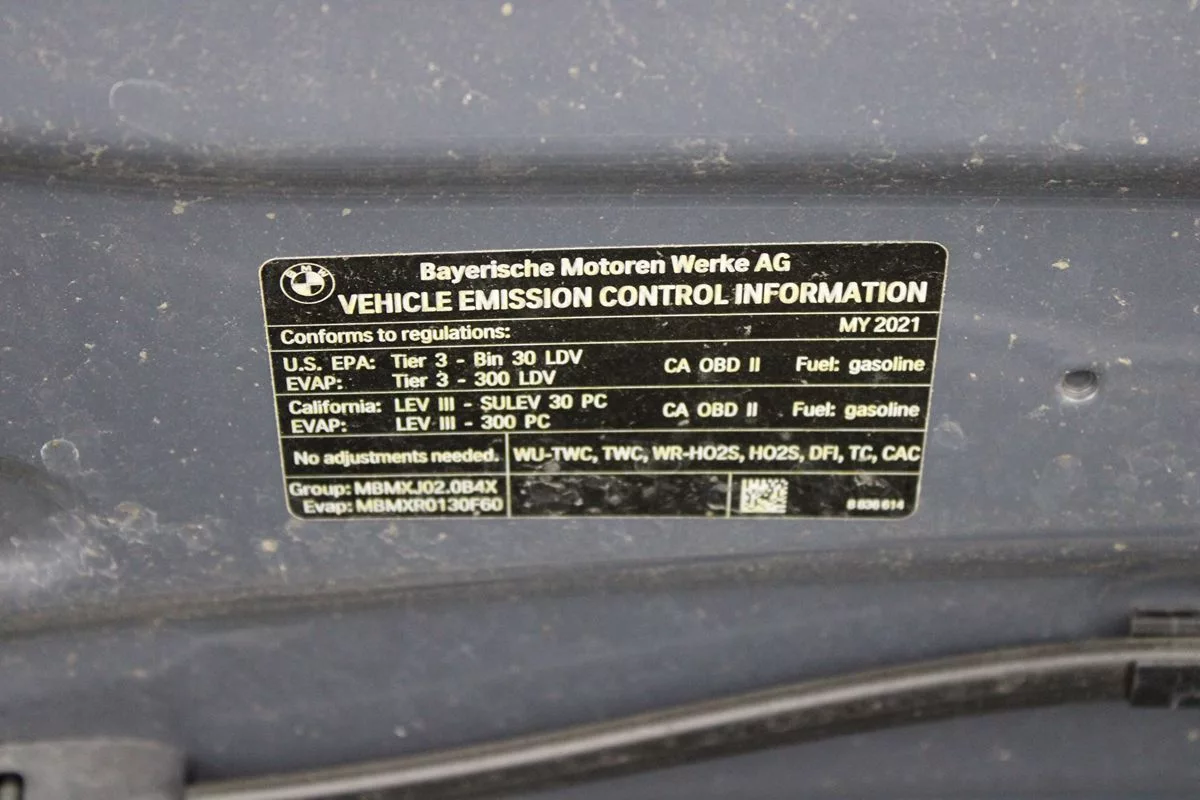 BMW
Bayerische Motoren Werke AG
VEHICLE EMISSION CONTROL INFORMATION
Conforms to regulations: MY 2021
U.S. EPA: Tier 3 - Bin 30 LDV CA OBD II Fuel: gasoline
EVAP: Tier 3 - 300 LDV
California: LEV III - SULEV 30 PC CA OBD II Fuel: gasoline
EVAP: LEV III - 300 PC
No adjustments needed. WU-TWC, TWC, WR-HO2S, HO2S, DFI, TC, CAC
Group: MBMXJ02.0B4X
Evap: MBMXR0130F60